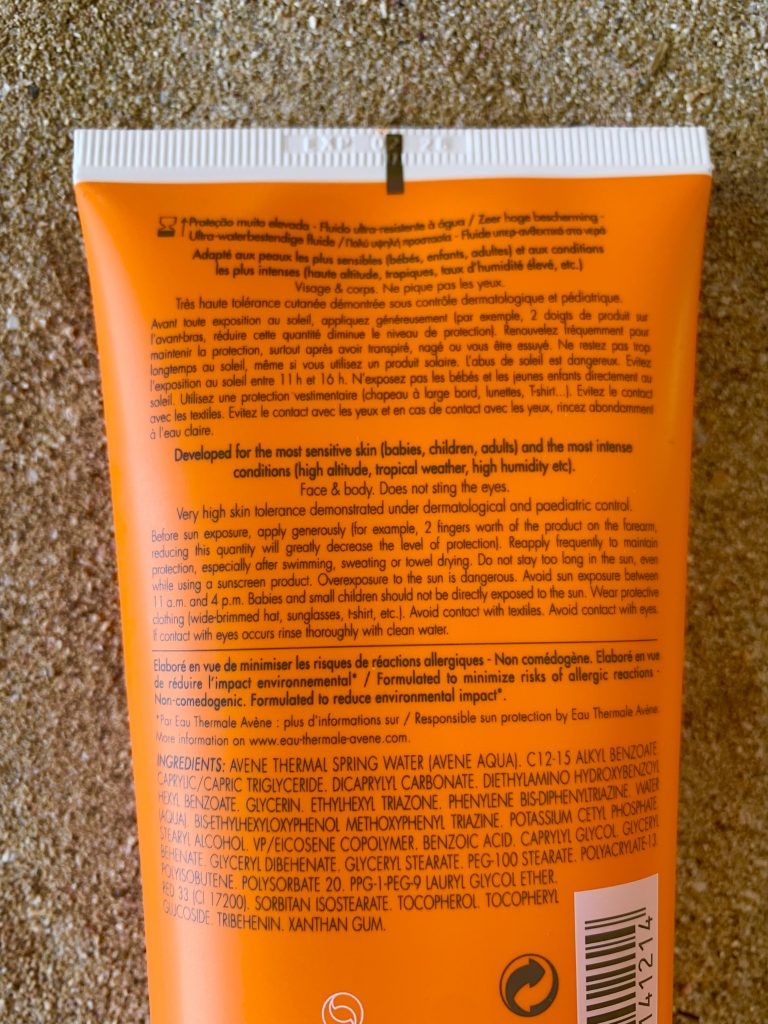 EXP 26
Proteção muito elevada - Fluido ultra-resistente à água / Zeer hoge bescherming -
Ultra-waterbestendige fluide / Πολύ υψηλή προστασία - Fluide υπερ-ανθεκτικό στο νερό
Adapté aux peaux les plus sensibles (bébés, enfants, adultes) et aux conditions
les plus intenses (haute altitude, tropiques, taux d'humidité élevé, etc.)
Visage & corps. Ne pique pas les yeux.
Très haute tolérance cutanée démontrée sous contrôle dermatologique et pédiatrique.
Avant toute exposition au soleil, appliquez généreusement (par exemple, 2 doigts de produit sur
l'avant-bras, réduire cette quantité diminue le niveau de protection). Renouvelez fréquemment pour
maintenir la protection, surtout après avoir transpiré, nagé ou vous être essuyé. Ne restez pas trop
longtemps au soleil, même si vous utilisez un produit solaire. L'abus de soleil est dangereux. Evitez
l'exposition au soleil entre 11 h et 16 h. N'exposez pas les bébés et les jeunes enfants directement au
soleil. Utilisez une protection vestimentaire (chapeau à large bord, lunettes, T-shirt...). Evitez le contact
avec les textiles. Evitez le contact avec les yeux et en cas de contact avec les yeux, rincez abondamment
à l'eau claire.
Developed for the most sensitive skin (babies, children, adults) and the most intense
conditions (high altitude, tropical weather, high humidity etc).
Face & body. Does not sting the eyes.
Very high skin tolerance demonstrated under dermatological and paediatric control.
Before sun exposure, apply generously (for example, 2 fingers worth of the product on the forearm,
reducing this quantity will greatly decrease the level of protection). Reapply frequently to maintain
protection, especially after swimming, sweating or towel drying. Do not stay too long in the sun, even
while using a sunscreen product. Overexposure to the sun is dangerous. Avoid sun exposure between
11 a.m. and 4 p.m. Babies and small children should not be directly exposed to the sun. Wear protective
clothing (wide-brimmed hat, sunglasses, t-shirt, etc.). Avoid contact with textiles. Avoid contact with eyes.
If contact with eyes occurs rinse thoroughly with clean water.
Elaboré en vue de minimiser les risques de réactions allergiques - Non comédogène. Elaboré en vue
de réduire l'impact environnemental* / Formulated to minimize risks of allergic reactions -
Non-comedogenic. Formulated to reduce environmental impact*.
*Par Eau Thermale Avène : plus d'informations sur / Responsible sun protection by Eau Thermale Avène:
More information on www.eau-thermale-avene.com.
INGREDIENTS: AVENE THERMAL SPRING WATER (AVENE AQUA). C12-15 ALKYL BENZOATE.
CAPRYLIC/CAPRIC TRIGLYCERIDE. DICAPRYLYL CARBONATE. DIETHYLAMINO HYDROXYBENZOYL
HEXYL BENZOATE. GLYCERIN. ETHYLHEXYL TRIAZONE. PHENYLENE BIS-DIPHENYLTRIAZINE. WATER
(AQUA). BIS-ETHYLHEXYLOXYPHENOL METHOXYPHENYL TRIAZINE. POTASSIUM CETYL PHOSPHATE.
STEARYL ALCOHOL. VP/EICOSENE COPOLYMER. BENZOIC ACID. CAPRYLYL GLYCOL. GLYCERYL
BEHENATE. GLYCERYL DIBEHENATE. GLYCERYL STEARATE. PEG-100 STEARATE. POLYACRYLATE-13.
POLYISOBUTENE. POLYSORBATE 20. PPG-1-PEG-9 LAURYL GLYCOL ETHER.
RED 33 (CI 17200). SORBITAN ISOSTEARATE. TOCOPHEROL. TOCOPHERYL
GLUCOSIDE. TRIBEHENIN. XANTHAN GUM.
41214